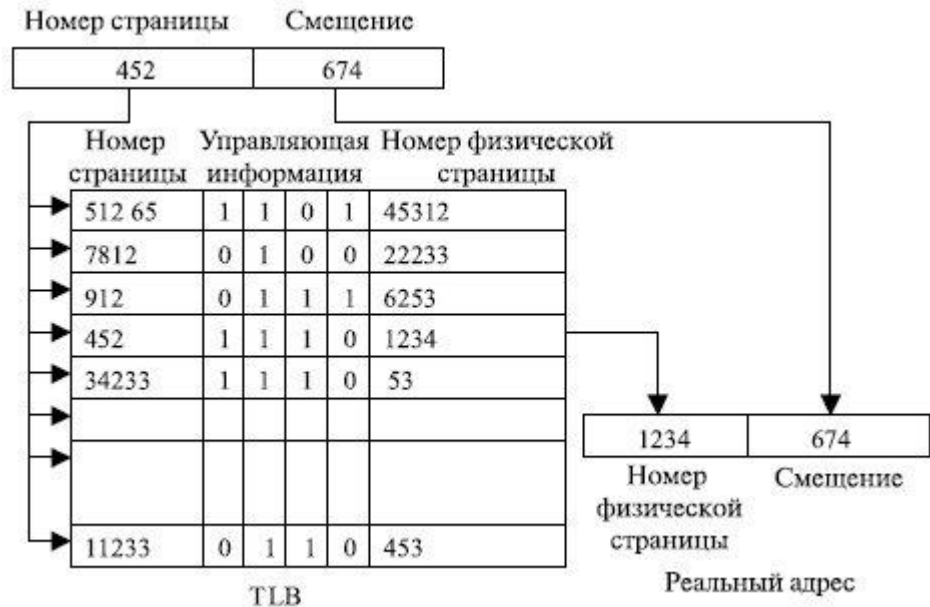 Номер страницы Смещение
452 674
Номер Управляющая Номер физической
страницы информация страницы
512 65 1 1 0 1 45312
7812 0 1 0 0 22233
912 0 1 1 1 6253
452 1 1 1 0 1234
34233 1 1 1 0 53
1234 674
Номер Смещение
физической
страницы
11233 0 1 1 0 453
Реальный адрес
TLB